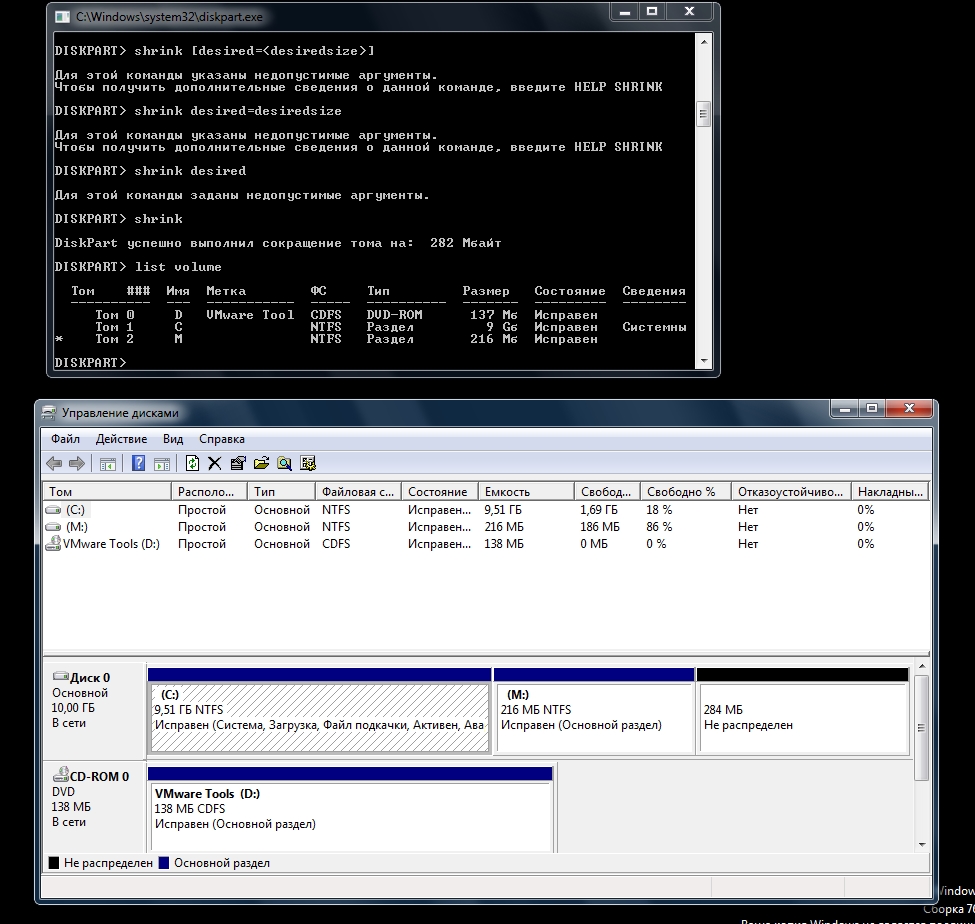 C:\Windows\system32\diskpart.exe
DISKPART> shrink [desired=<desiredsize>]
Для этой команды указаны недопустимые аргументы.
Чтобы получить дополнительные сведения о данной команде, введите HELP SHRINK
DISKPART> shrink desired=desiredsize
Для этой команды указаны недопустимые аргументы.
Чтобы получить дополнительные сведения о данной команде, введите HELP SHRINK
DISKPART> shrink desired
Для этой команды заданы недопустимые аргументы.
DISKPART> shrink
DiskPart успешно выполнил сокращение тома на: 282 Мбайт
DISKPART> list volume
Том ### Имя Метка ФС Тип Размер Состояние Сведения
Том 0 D VMware Tool CDFS DVD-ROM 137 Мб Исправен
Том 1 C NTFS Раздел 9 Gб Исправен Системны
* Том 2 M NTFS Раздел 216 Мб Исправен
DISKPART>
Управление дисками
Файл Действие Вид Справка
Том Располо... Тип Файловая с... Состояние Емкость Свобод... Свободно % Отказоустойчиво... Накладны...
(C:) Простой Основной NTFS Исправен... 9,51 ГБ 1,69 ГБ 18 % Нет 0%
(M:) Простой Основной NTFS Исправен... 216 МБ 186 МБ 86 % Нет 0%
VMware Tools (D:) Простой Основной CDFS Исправен... 138 МБ 0 МБ 0 % Нет 0%
Диск 0
Основной
10,00 ГБ
В сети
(C:)
9,51 ГБ NTFS
Исправен (Система, Загрузка, Файл подкачки, Активен, Ава
(M:)
216 МБ NTFS
Исправен (Основной раздел)
284 МБ
Не распределен
CD-ROM 0
DVD
138 МБ
В сети
VMware Tools (D:)
138 МБ CDFS
Исправен (Основной раздел)
Не распределен Основной раздел
Window
Сборка 76